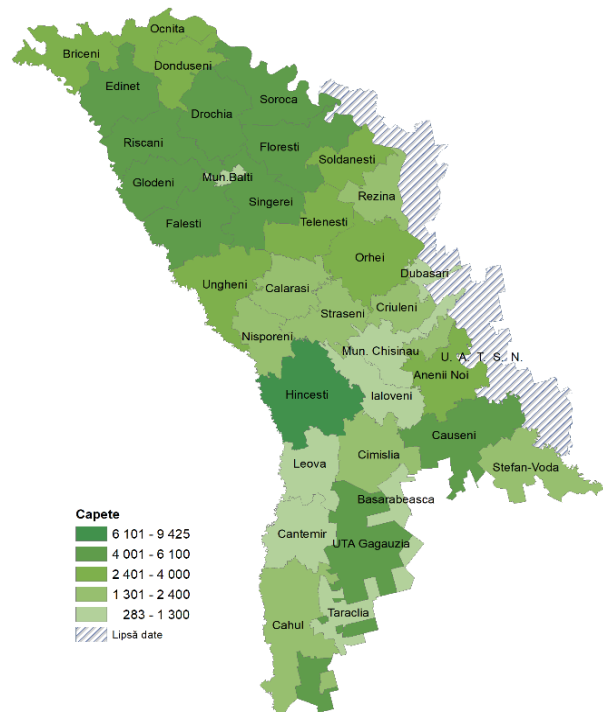 Ocnita
Briceni
Donduseni
Edinet
Soroca
Drochia
Riscani
Floresti
Soldanesti
Mun.Balti
Glodeni
Rezina
Singerei
Falesti
Telenesti
Orhei
Dubasari
Ungheni
Calarasi
Criuleni
Straseni
Nisporeni
Mun. Chisinau
U. A. T. S. N.
Anenii Noi
Hincesti
Ialoveni
Causeni
Cimislia
Leova
Stefan-Voda
Basarabeasca
Cantemir
UTA Gagauzia
Taraclia
Cahul
Capete
6 101 - 9 425
4 001 - 6 100
2 401 - 4 000
1 301 - 2 400
283 - 1 300
Lipsă date